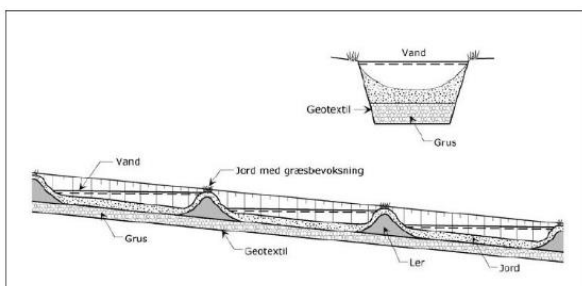 Vand
Geotextil
Grus
Vand
Jord med græsbevoksning
Grus
Geotextil
Ler
Jord